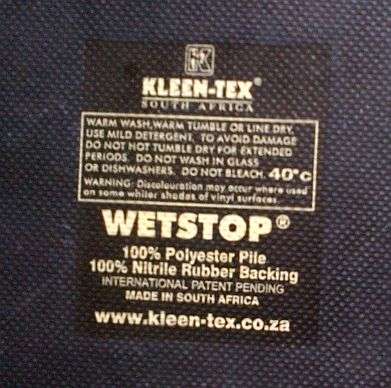 KLEEN-TEX®
SOUTH AFRICA
WARM WASH,WARM TUMBLE OR LINE DRY.
USE MILD DETERGENT. TO AVOID DAMAGE
DO NOT HOT TUMBLE DRY FOR EXTENDED
PERIODS. DO NOT WASH IN GLASS
OR DISHWASHERS. DO NOT BLEACH. 40°C
WARNING: Discolouration may occur where used
on some whiter shades of vinyl surfaces.
WETSTOP®
100% Polyester Pile
100% Nitrile Rubber Backing
INTERNATIONAL PATENT PENDING
MADE IN SOUTH AFRICA
www.kleen-tex.co.za